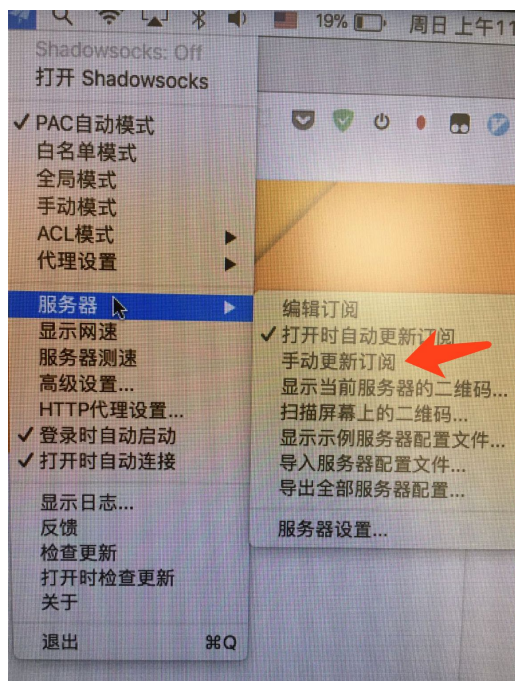 19%
周日 上午11
Shadowsocks: Off
打开 Shadowsocks
✓ PAC自动模式
白名单模式
全局模式
手动模式
ACL模式
代理设置
服务器
显示网速
服务器测速
高级设置...
HTTP代理设置...
✓ 登录时自动启动
✓ 打开时自动连接
显示日志...
反馈
检查更新
打开时检查更新
关于
退出 ⌘Q
编辑订阅
✓ 打开时自动更新订阅
手动更新订阅
显示当前服务器的二维码...
扫描屏幕上的二维码...
显示示例服务器配置文件...
导入服务器配置文件...
导出全部服务器配置...
服务器设置...